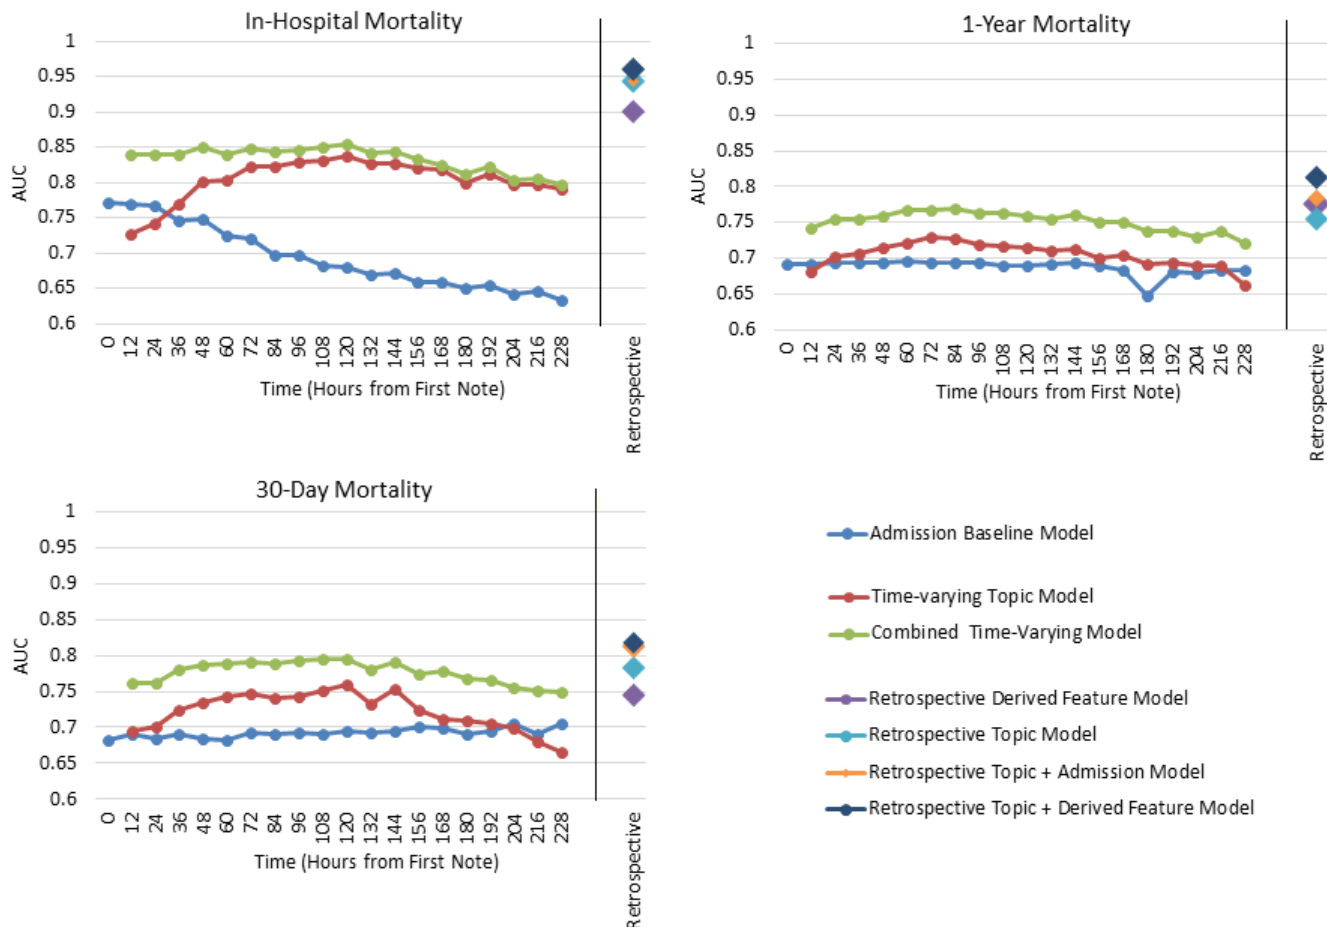 In-Hospital Mortality
1
0.95
0.9
0.85
0.8
0.75
0.7
0.65
0.6
AUC
0 12 24 36 48 60 72 84 96 108 120 132 144 156 168 180 192 204 216 228
Time (Hours from First Note)
Retrospective
1-Year Mortality
1
0.95
0.9
0.85
0.8
0.75
0.7
0.65
0.6
AUC
0 12 24 36 48 60 72 84 96 108 120 132 144 156 168 180 192 204 216 228
Time (Hours from First Note)
Retrospective
30-Day Mortality
1
0.95
0.9
0.85
0.8
0.75
0.7
0.65
0.6
AUC
0 12 24 36 48 60 72 84 96 108 120 132 144 156 168 180 192 204 216 228
Time (Hours from First Note)
Retrospective
Admission Baseline Model
Time-varying Topic Model
Combined Time-Varying Model
Retrospective Derived Feature Model
Retrospective Topic Model
Retrospective Topic + Admission Model
Retrospective Topic + Derived Feature Model